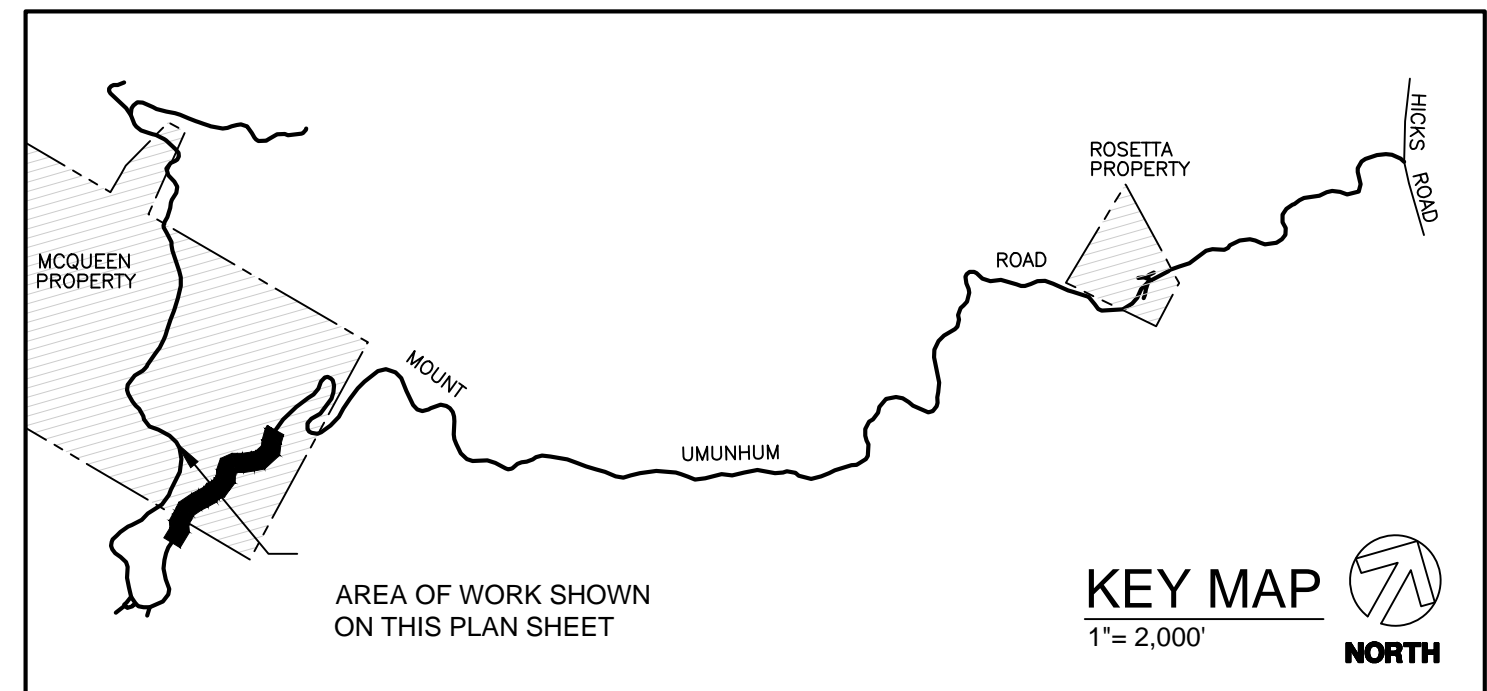 HICKS
ROAD
ROSETTA
PROPERTY
ROAD
MCQUEEN
PROPERTY
MOUNT
UMUNHUM
AREA OF WORK SHOWN
ON THIS PLAN SHEET
KEY MAP
1"= 2,000'
NORTH